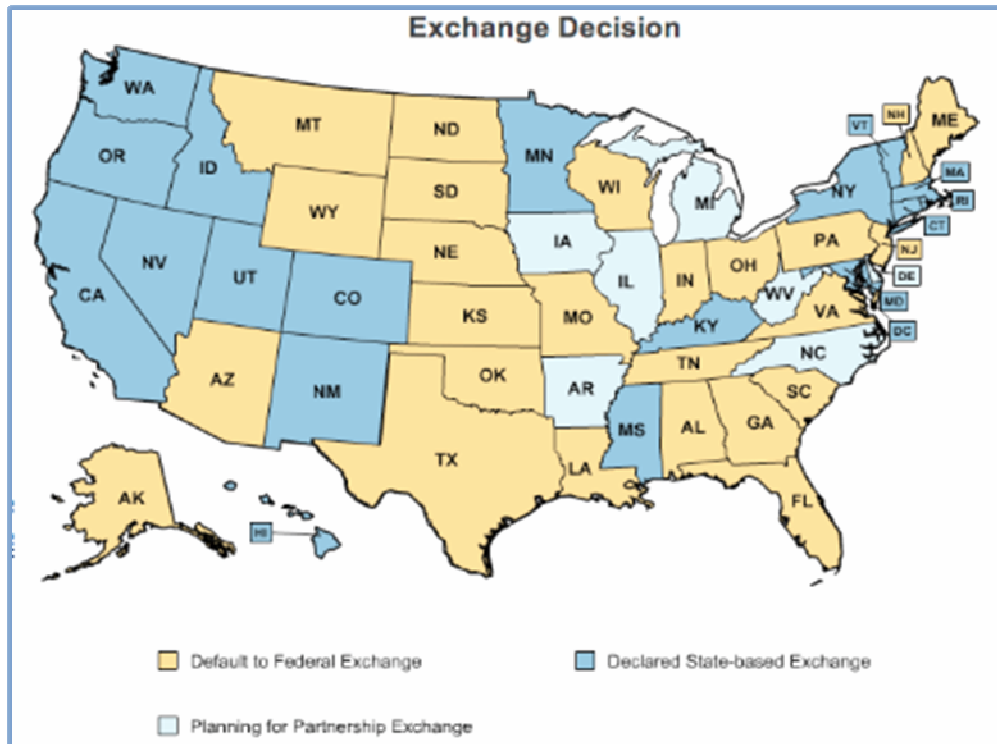 Exchange Decision
WA
MT
ND
MN
VT
NH
ME
OR
ID
SD
WI
MI
NY
MA
RI
WY
CT
IA
NE
PA
NJ
NV
UT
IL
IN
OH
DE
CA
CO
WV
MD
KS
MO
KY
VA
DC
NC
AZ
NM
OK
AR
TN
SC
MS
AL
GA
TX
LA
AK
FL
HI
Default to Federal Exchange
Declared State-based Exchange
Planning for Partnership Exchange